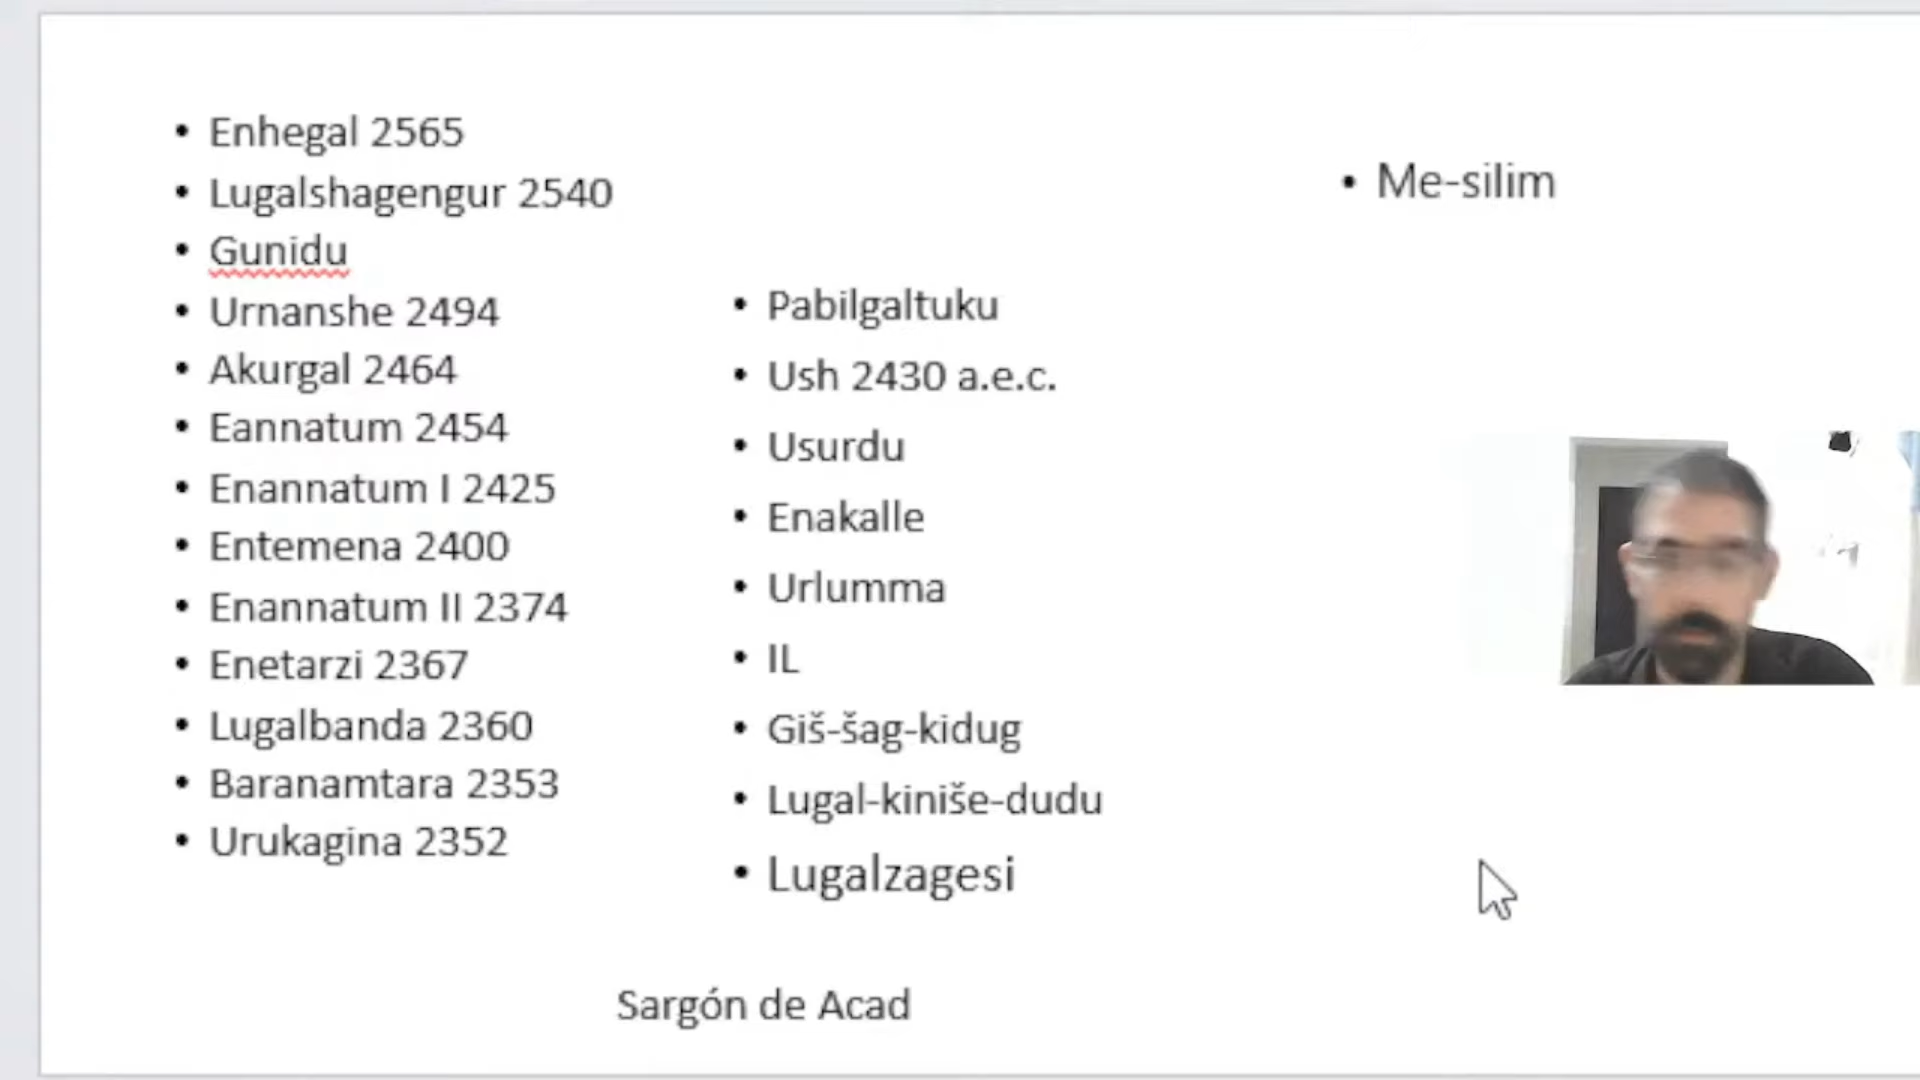 • Enhegal 2565
• Lugalshagengur 2540
• Gunidu
• Urnanshe 2494
• Akurgal 2464
• Eannatum 2454
• Enannatum I 2425
• Entemena 2400
• Enannatum II 2374
• Enetarzi 2367
• Lugalbanda 2360
• Baranamtara 2353
• Urukagina 2352
• Pabilgaltuku
• Ush 2430 a.e.c.
• Usurdu
• Enakalle
• Urlumma
• IL
• Giš-šag-kidug
• Lugal-kiniše-dudu
• Lugalzagesi
• Me-silim
Sargón de Acad